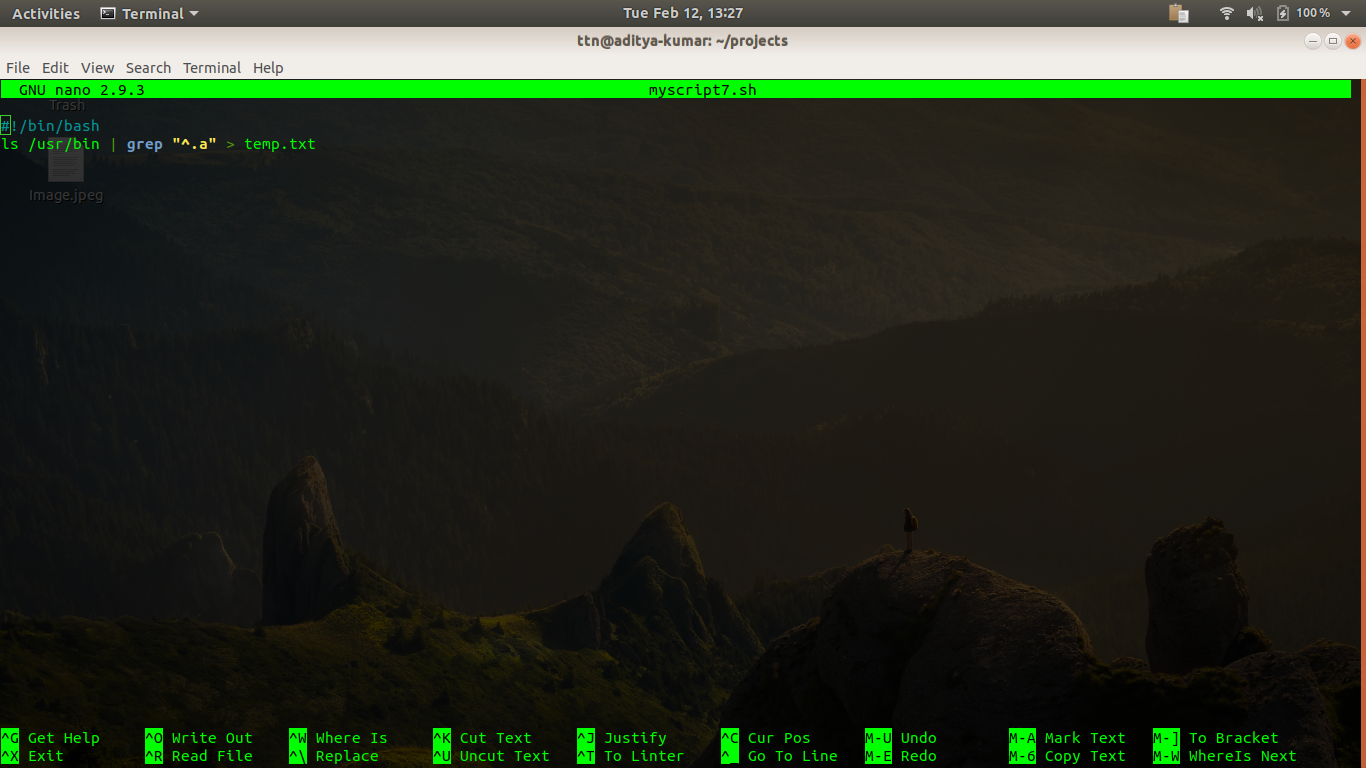 Activities Terminal Tue Feb 12, 13:27 100%
ttn@aditya-kumar: ~/projects
File Edit View Search Terminal Help
GNU nano 2.9.3 myscript7.sh
Trash
#!/bin/bash
ls /usr/bin | grep "^.a" > temp.txt
Image.jpeg
^G Get Help ^O Write Out ^W Where Is ^K Cut Text ^J Justify ^C Cur Pos M-U Undo M-A Mark Text M-] To Bracket
^X Exit ^R Read File ^\ Replace ^U Uncut Text ^T To Linter ^_ Go To Line M-E Redo M-6 Copy Text M-W WhereIs Next